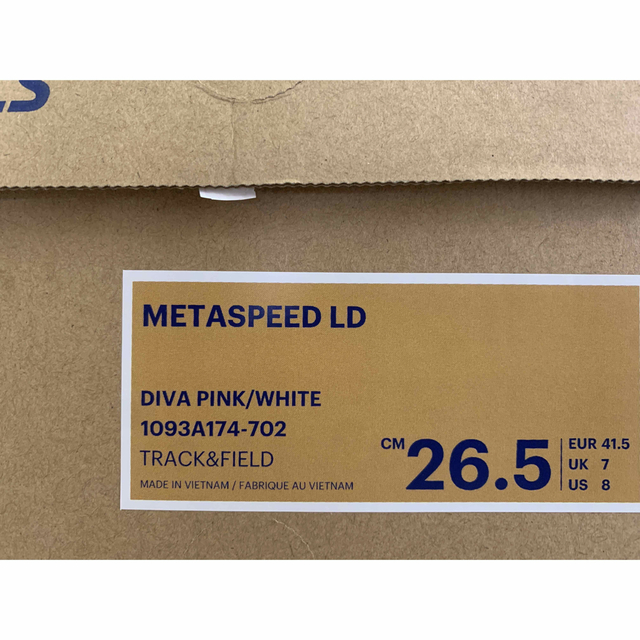 METASPEED LD
DIVA PINK/WHITE
1093A174-702
TRACK&FIELD
MADE IN VIETNAM / FABRIQUE AU VIETNAM
CM 26.5
EUR 41.5
UK 7
US 8